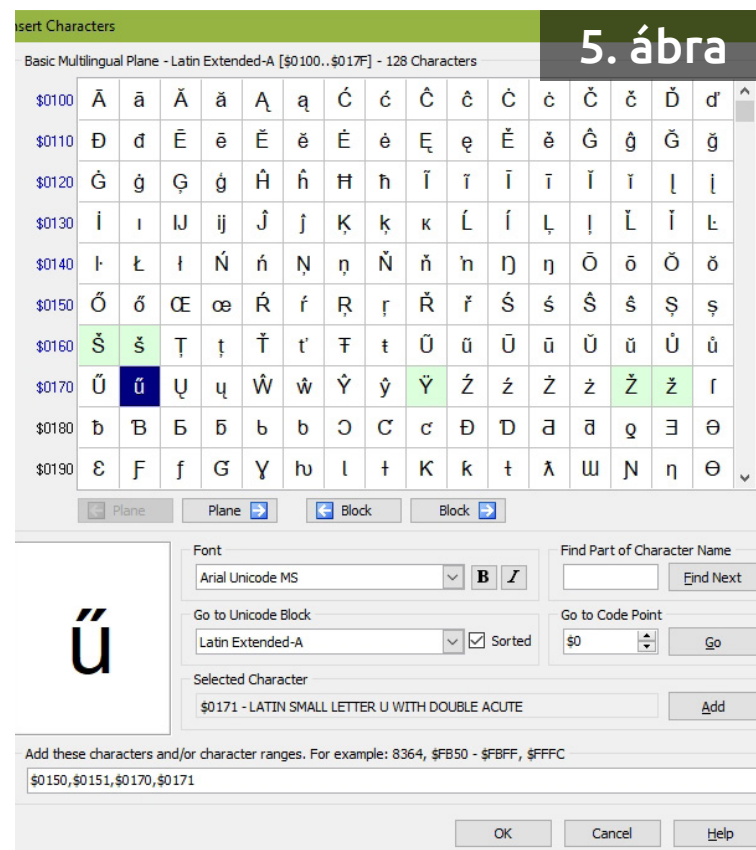 nsert Characters
5. ábra
Basic Multilingual Plane - Latin Extended-A [$0100..$017F] - 128 Characters
$0100 Ā ā Ă ă Ą ą Ć ć Ĉ ĉ Ċ ċ Č č Ď ď
$0110 Đ đ Ē ē Ĕ ĕ Ė ė Ę ę Ě ě Ĝ ĝ Ğ ğ
$0120 Ġ ġ Ģ ģ Ĥ ĥ Ħ ħ Ĩ ĩ Ī ī Ĭ ĭ Į į
$0130 İ ı IJ ij Ĵ ĵ Ķ ķ ĸ Ĺ ĺ Ļ ļ Ľ ľ Ŀ
$0140 ŀ Ł ł Ń ń Ņ ņ Ň ň ŉ Ŋ ŋ Ō ō Ŏ ŏ
$0150 Ő ő Œ œ Ŕ ŕ Ŗ ŗ Ř ř Ś ś Ŝ ŝ Ş ş
$0160 Š š Ţ ţ Ť ť Ŧ ŧ Ũ ũ Ū ū Ŭ ŭ Ů ů
$0170 Ű ű Ų ų Ŵ ŵ Ŷ ŷ Ÿ Ź ź Ż ż Ž ž ſ
$0180 ƀ Ɓ Ƃ ƃ Ƅ ƅ Ɔ Ƈ ƈ Ɖ Ɗ Ƌ ƌ ƍ Ǝ Ə
$0190 Ɛ Ƒ ƒ Ɠ Ɣ ƕ Ɩ Ɨ Ƙ ƙ ƚ ƛ Ɯ Ɲ ƞ Ɵ
Plane Plane Block Block
Font
Find Part of Character Name
Arial Unicode MS B I Find Next
Go to Unicode Block
Go to Code Point
Latin Extended-A Sorted $0 Go
ű
Selected Character
$0171 - LATIN SMALL LETTER U WITH DOUBLE ACUTE Add
Add these characters and/or character ranges. For example: 8364, $FB50 - $FBFF, $FFFC
$0150,$0151,$0170,$0171
OK Cancel Help